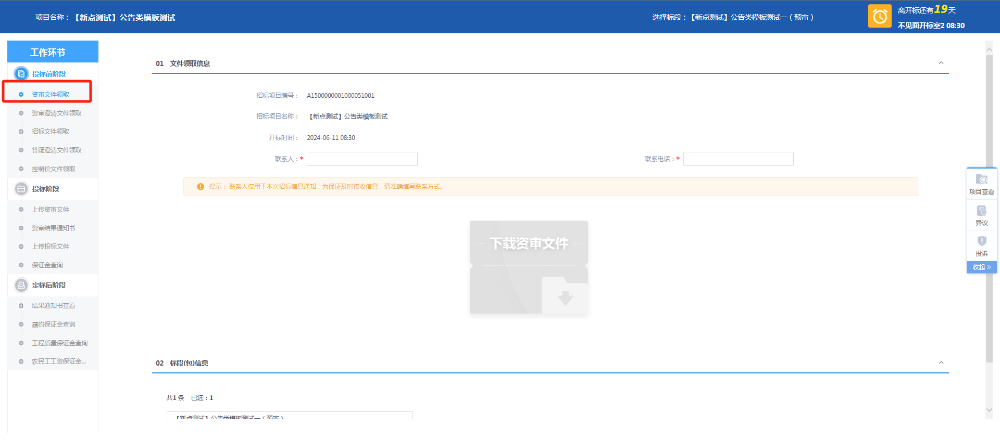 项目名称：【新点测试】公告类模板测试
选择标段：【新点测试】公告类模板测试一（预审）
离开标还有19天
不见面开标室2 08:30
工作环节
投标前阶段
资审文件领取
资审澄清文件领取
招标文件领取
答疑澄清文件领取
控制价文件领取
投标阶段
上传资审文件
资审结果通知书
上传投标文件
保证金查询
定标后阶段
结果通知书查看
履约保证金查询
工程质量保证金查询
农民工工资保证金...
01 文件领取信息
招标项目编号： A1500000001000051001
招标项目名称： 【新点测试】公告类模板测试
开标时间： 2024-06-11 08:30
联系人：*
联系电话：*
提示： 联系人仅用于本次招标信息通知，为保证及时接收信息，请准确填写联系方式。
下载资审文件
02 标段(包)信息
共1 条 已选：1
【新点测试】公告类模板测试一（预审）
项目查看
异议
投诉
收起 »